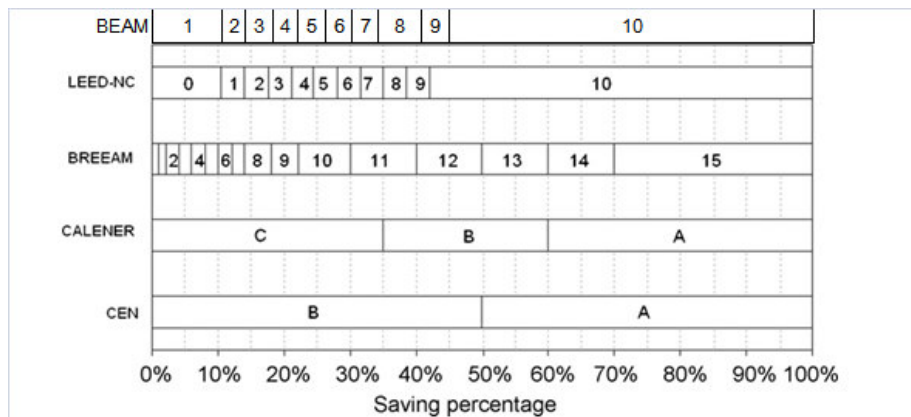 BEAM 1 2 3 4 5 6 7 8 9 10
LEED-NC 0 1 2 3 4 5 6 7 8 9 10
BREEAM 2 4 6 8 9 10 11 12 13 14 15
CALENER C B A
CEN B A
0% 10% 20% 30% 40% 50% 60% 70% 80% 90% 100%
Saving percentage